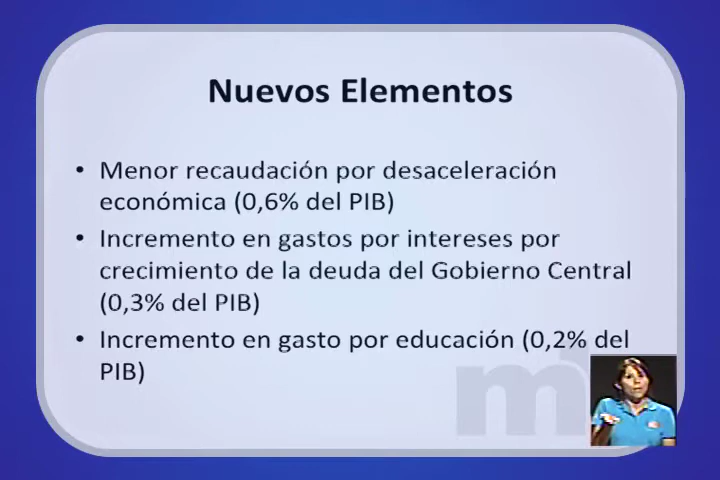 Nuevos Elementos
• Menor recaudación por desaceleración
económica (0,6% del PIB)
• Incremento en gastos por intereses por
crecimiento de la deuda del Gobierno Central
(0,3% del PIB)
• Incremento en gasto por educación (0,2% del
PIB)
m